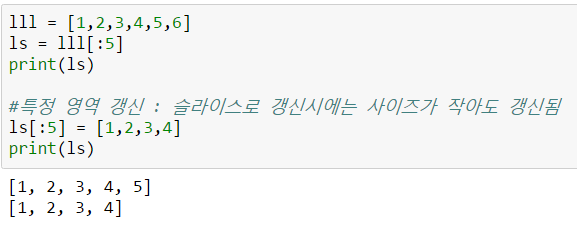 lll = [1,2,3,4,5,6]
ls = lll[:5]
print(ls)
#특정 영역 갱신 : 슬라이스로 갱신시에는 사이즈가 작아도 갱신됨
ls[:5] = [1,2,3,4]
print(ls)
[1, 2, 3, 4, 5]
[1, 2, 3, 4]